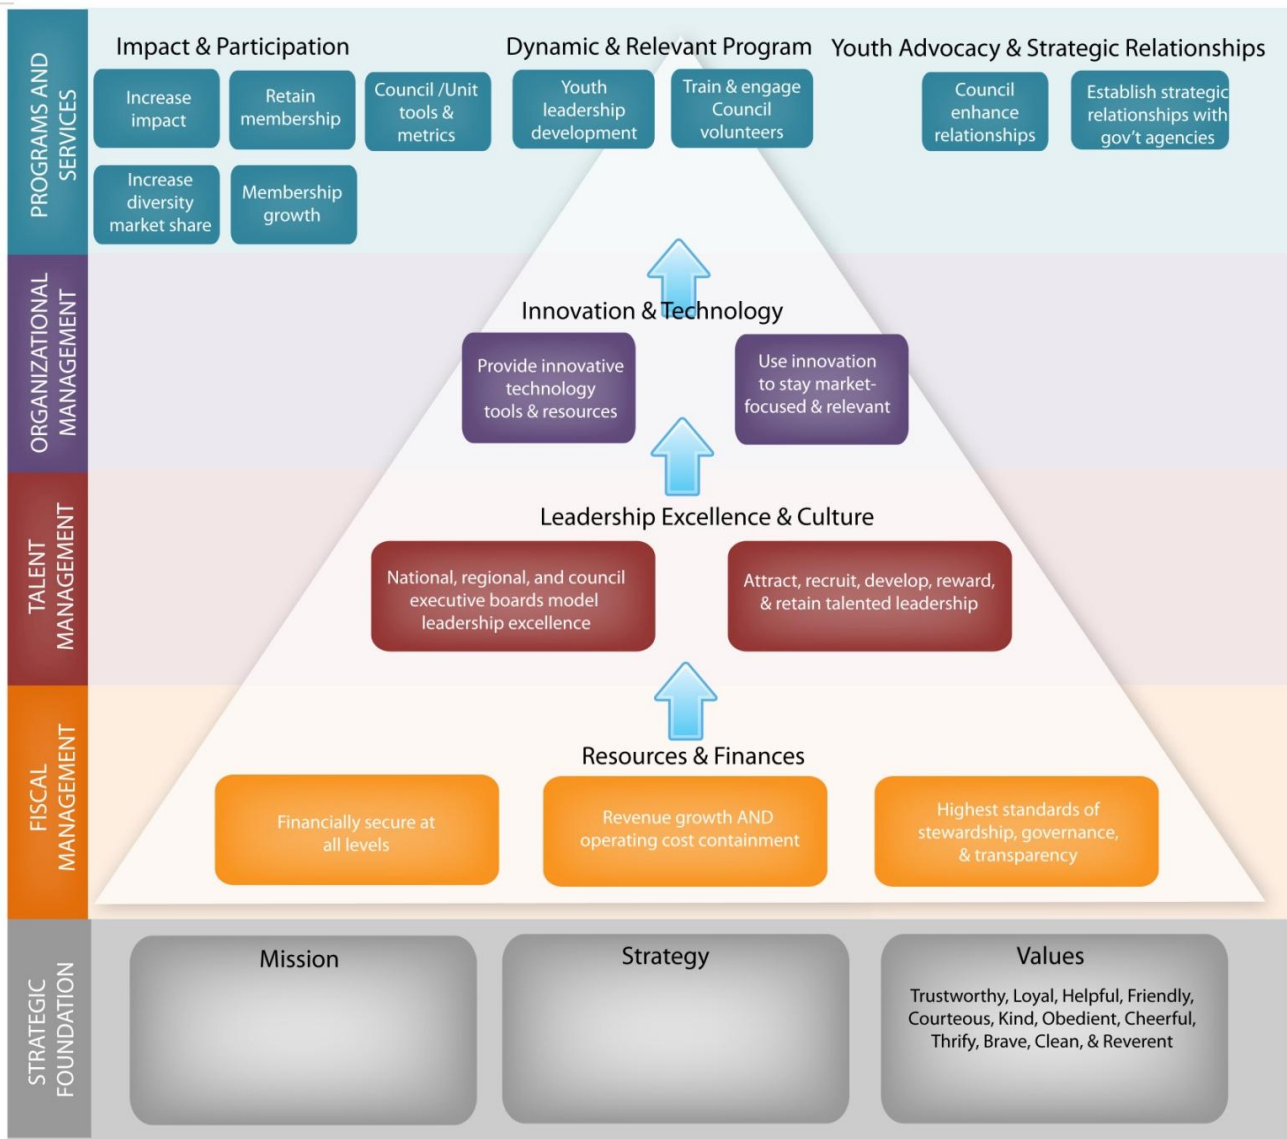 PROGRAMS AND
SERVICES
Impact & Participation
Increase
impact
Retain
membership
Council /Unit
tools &
metrics
Increase
diversity
market share
Membership
growth
Dynamic & Relevant Program
Youth
leadership
development
Train & engage
Council
volunteers
Youth Advocacy & Strategic Relationships
Council
enhance
relationships
Establish strategic
relationships with
gov't agencies
ORGANIZATIONAL
MANAGEMENT
Innovation & Technology
Provide innovative
technology
tools & resources
Use innovation
to stay market-
focused & relevant
TALENT
MANAGEMENT
Leadership Excellence & Culture
National, regional, and council
executive boards model
leadership excellence
Attract, recruit, develop, reward,
& retain talented leadership
FISCAL
MANAGEMENT
Resources & Finances
Financially secure at
all levels
Revenue growth AND
operating cost containment
Highest standards of
stewardship, governance,
& transparency
STRATEGIC
FOUNDATION
Mission
Strategy
Values
Trustworthy, Loyal, Helpful, Friendly,
Courteous, Kind, Obedient, Cheerful,
Thrify, Brave, Clean, & Reverent